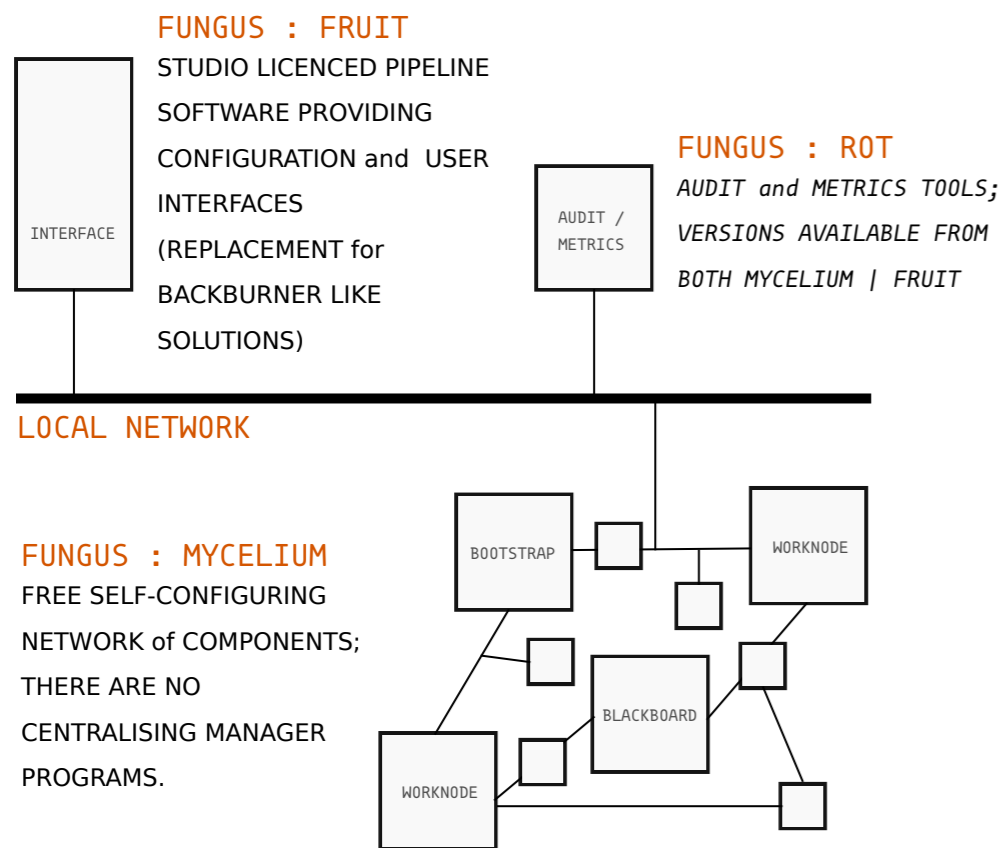 FUNGUS : FRUIT
STUDIO LICENCED PIPELINE
SOFTWARE PROVIDING
CONFIGURATION and USER
INTERFACES
(REPLACEMENT for
BACKBURNER LIKE
SOLUTIONS)
INTERFACE
FUNGUS : ROT
AUDIT and METRICS TOOLS;
VERSIONS AVAILABLE FROM
BOTH MYCELIUM | FRUIT
AUDIT /
METRICS
LOCAL NETWORK
FUNGUS : MYCELIUM
FREE SELF-CONFIGURING
NETWORK of COMPONENTS;
THERE ARE NO
CENTRALISING MANAGER
PROGRAMS.
BOOTSTRAP
WORKNODE
BLACKBOARD
WORKNODE